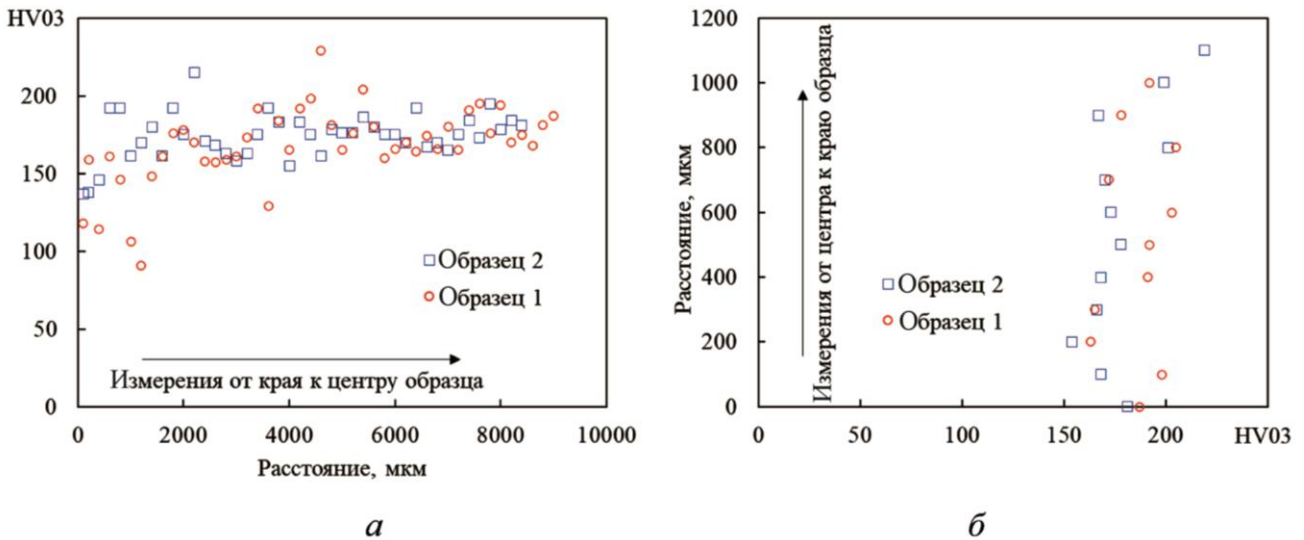 HV03
200
150
100
50
0
Образец 2
Образец 1
Измерения от края к центру образца
0 2000 4000 6000 8000 10000
Расстояние, мкм
а
1200
1000
800
600
400
200
0
Расстояние, мкм
Измерения от центра к краю образца
Образец 2
Образец 1
0 50 100 150 200 HV03
б